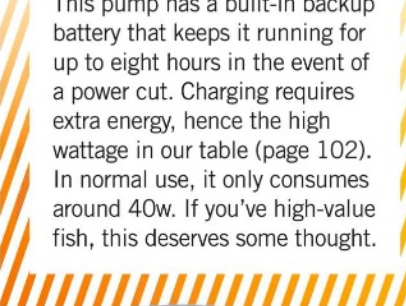 This pump has a built-in backup
battery that keeps it running for
up to eight hours in the event of
a power cut. Charging requires
extra energy, hence the high
wattage in our table (page 102).
In normal use, it only consumes
around 40w. If you've high-value
fish, this deserves some thought.